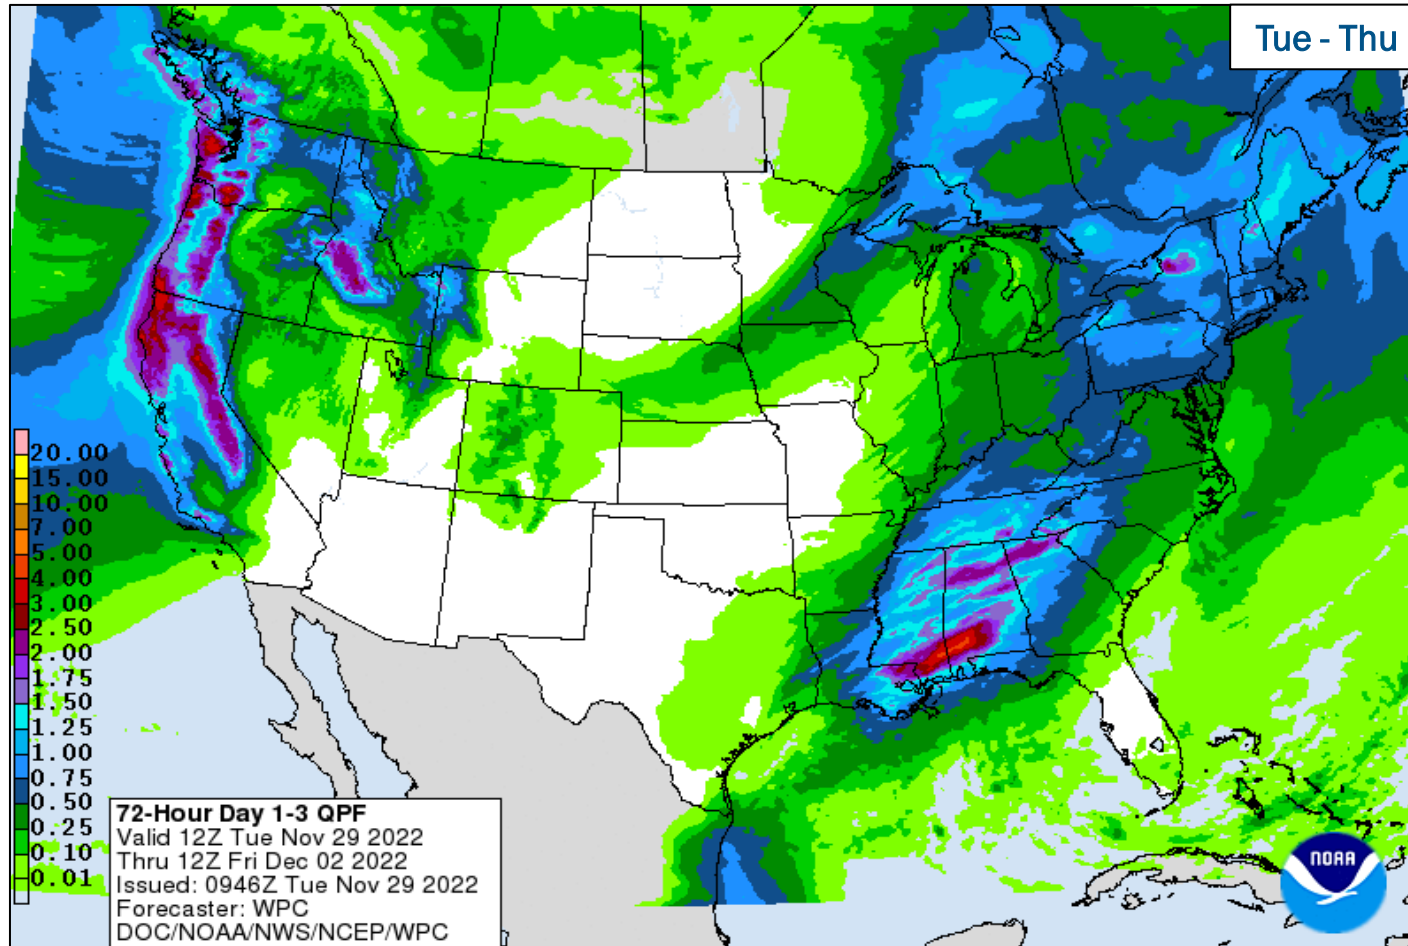 Tue - Thu
20.00
15.00
10.00
7.00
5.00
4.00
3.00
2.50
2.00
1.75
1.50
1.25
1.00
0.75
0.50
0.25
0.10
0.01
72-Hour Day 1-3 QPF
Valid 12Z Tue Nov 29 2022
Thru 12Z Fri Dec 02 2022
Issued: 0946Z Tue Nov 29 2022
Forecaster: WPC
DOC/NOAA/NWS/NCEP/WPC
NOAA